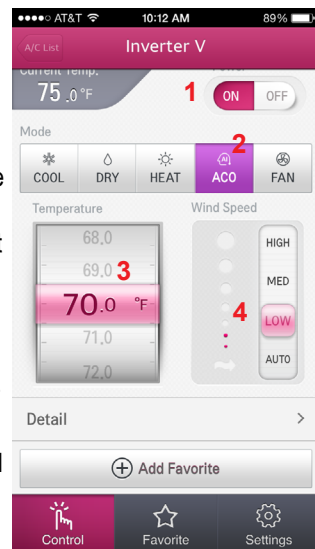 AT&T 10:12 AM 89%
A/C List Inverter V
Current Temp. Power
75.0°F 1 ON OFF
Mode
2
COOL DRY HEAT AI ACO FAN
Temperature Wind Speed
68.0 HIGH
69.0 3 MED
70.0 °F 4 LOW
71.0 AUTO
72.0
Detail >
Add Favorite
Control Favorite Settings